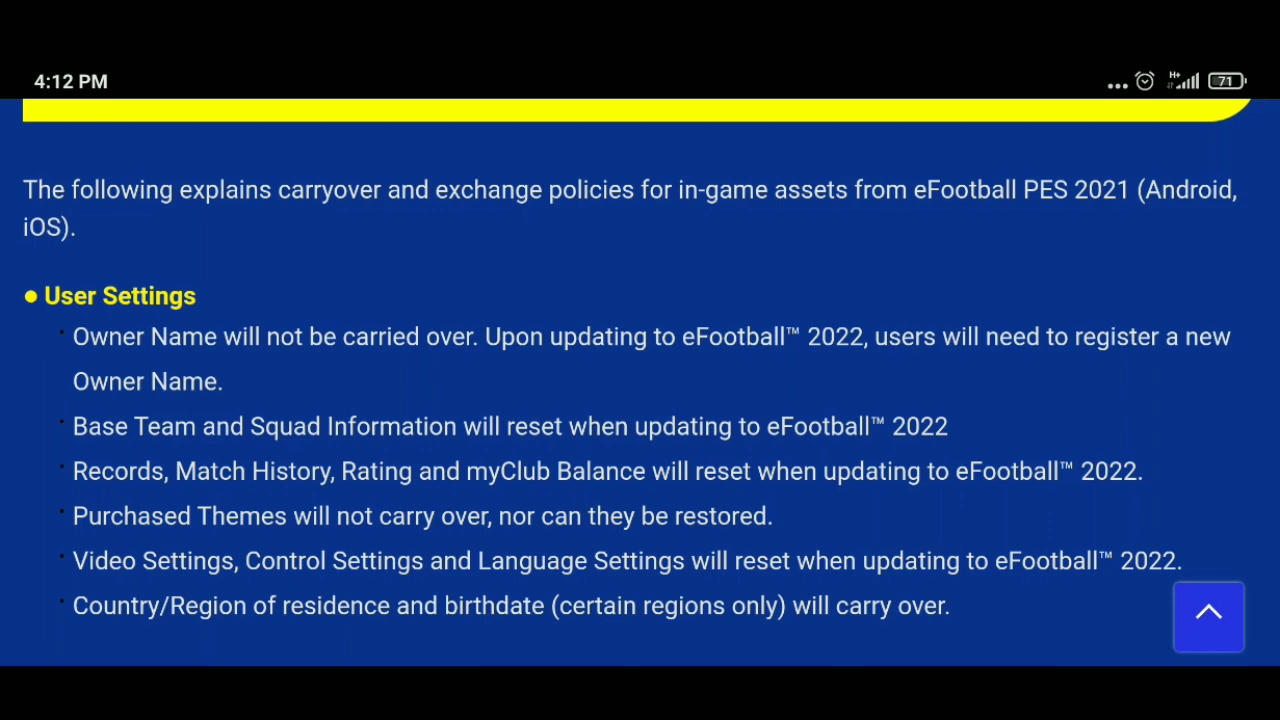 4:12 PM
H+
71
The following explains carryover and exchange policies for in-game assets from eFootball PES 2021 (Android,
iOS).
● User Settings
· Owner Name will not be carried over. Upon updating to eFootball™ 2022, users will need to register a new
Owner Name.
· Base Team and Squad Information will reset when updating to eFootball™ 2022
· Records, Match History, Rating and myClub Balance will reset when updating to eFootball™ 2022.
· Purchased Themes will not carry over, nor can they be restored.
· Video Settings, Control Settings and Language Settings will reset when updating to eFootball™ 2022.
· Country/Region of residence and birthdate (certain regions only) will carry over.